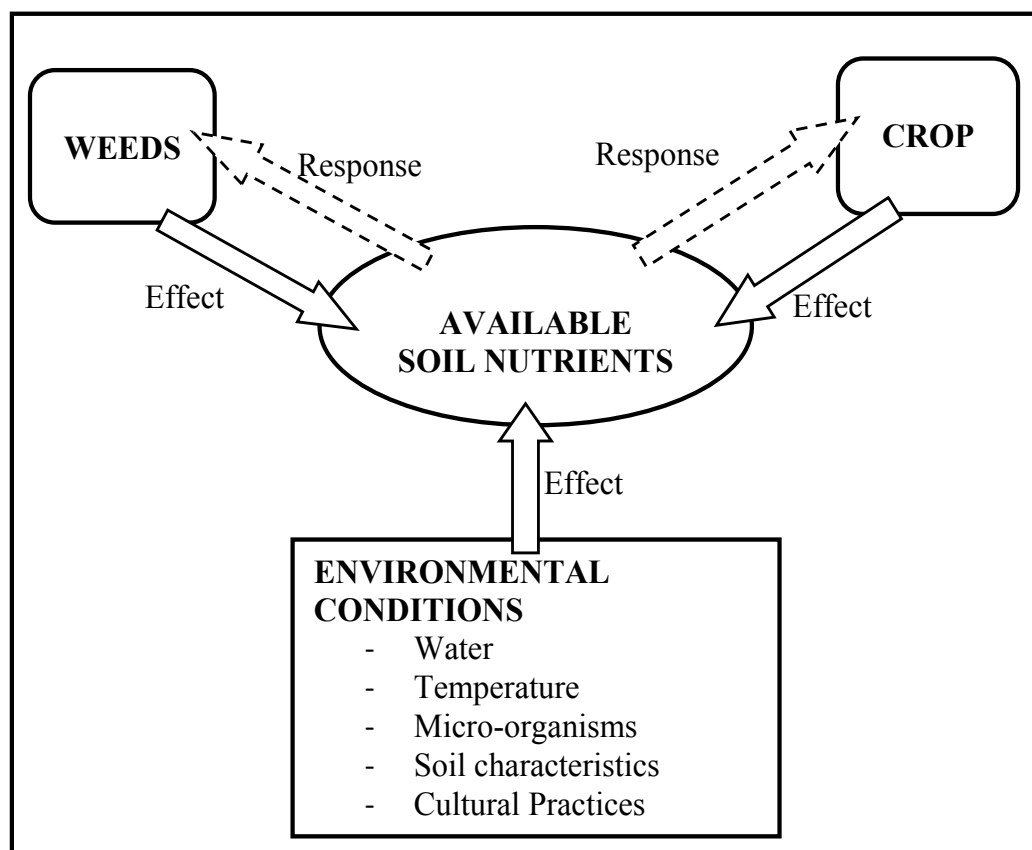 WEEDS
Response
Response
CROP
Effect
Effect
AVAILABLE
SOIL NUTRIENTS
Effect
ENVIRONMENTAL
CONDITIONS
- Water
- Temperature
- Micro-organisms
- Soil characteristics
- Cultural Practices